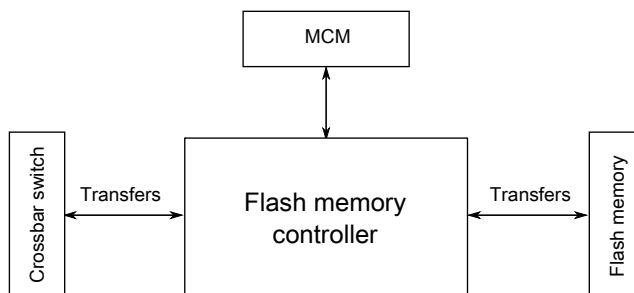 MCM
Crossbar switch
Transfers
Flash memory
controller
Transfers
Flash memory